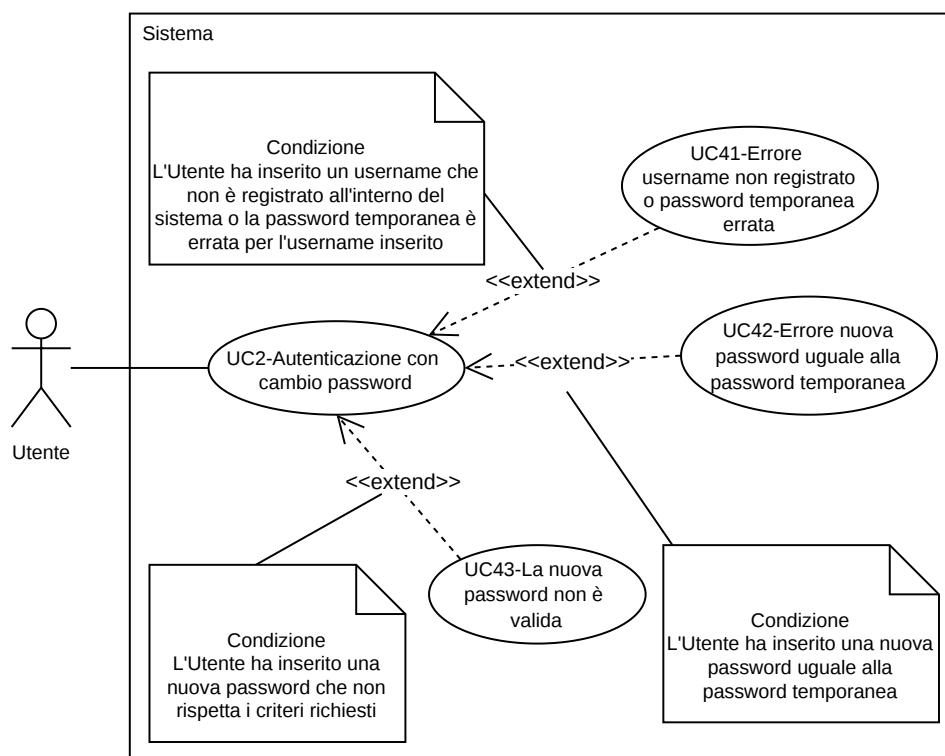 Sistema
Condizione
L'Utente ha inserito un username che
non è registrato all'interno del
sistema o la password temporanea è
errata per l'username inserito
UC41-Errore
username non registrato
o password temporanea
errata
<<extend>>
UC42-Errore nuova
password uguale alla
password temporanea
<<extend>>
UC2-Autenticazione con
cambio password
Utente
<<extend>>
UC43-La nuova
password non è
valida
Condizione
L'Utente ha inserito una
nuova password che non
rispetta i criteri richiesti
Condizione
L'Utente ha inserito una nuova
password uguale alla
password temporanea